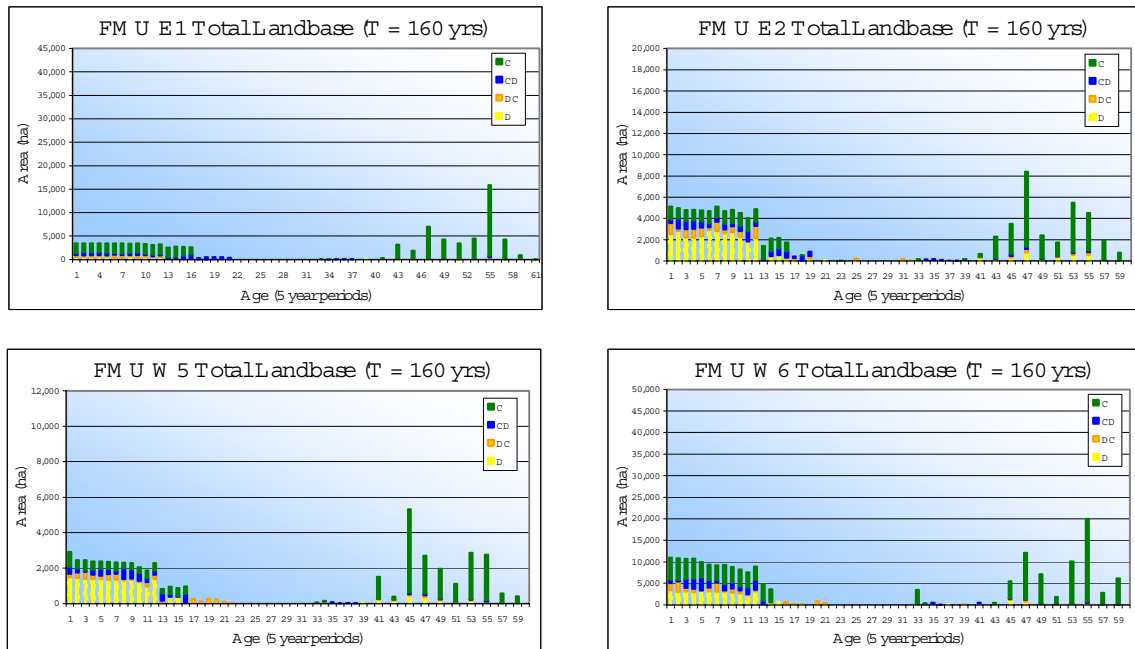 FMU E1 Total Landbase (T = 160 yrs)
45,000
40,000
35,000
30,000
25,000
20,000
15,000
10,000
5,000
0
Area (ha)
C
CD
DC
D
1 4 7 10 13 16 19 22 25 28 31 34 37 40 43 46 49 52 55 58 61
Age (5 year periods)
FMU E2 Total Landbase (T = 160 yrs)
20,000
18,000
16,000
14,000
12,000
10,000
8,000
6,000
4,000
2,000
0
Area (ha)
C
CD
DC
D
1 3 5 7 9 11 13 15 17 19 21 23 25 27 29 31 33 35 37 39 41 43 45 47 49 51 53 55 57 59
Age (5 year periods)
FMU W5 Total Landbase (T = 160 yrs)
12,000
10,000
8,000
6,000
4,000
2,000
0
Area (ha)
C
CD
DC
D
1 3 5 7 9 11 13 15 17 19 21 23 25 27 29 31 33 35 37 39 41 43 45 47 49 51 53 55 57 59
Age (5 year periods)
FMU W6 Total Landbase (T = 160 yrs)
50,000
45,000
40,000
35,000
30,000
25,000
20,000
15,000
10,000
5,000
0
Area (ha)
C
CD
DC
D
1 3 5 7 9 11 13 15 17 19 21 23 25 27 29 31 33 35 37 39 41 43 45 47 49 51 53 55 57 59
Age (5 year periods)